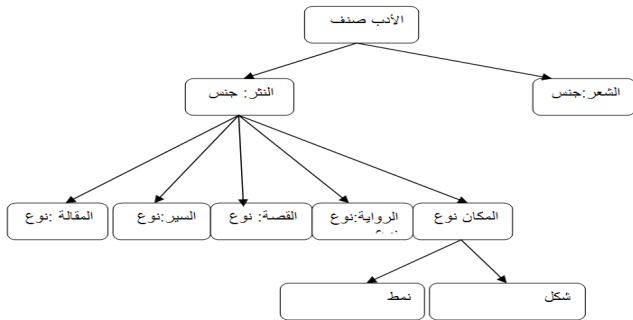 الأدب صنف
الشعر:جنس
النثر: جنس
المكان نوع
الرواية:نوع
القصة: نوع
السير:نوع
المقالة :نوع
شكل
نمط